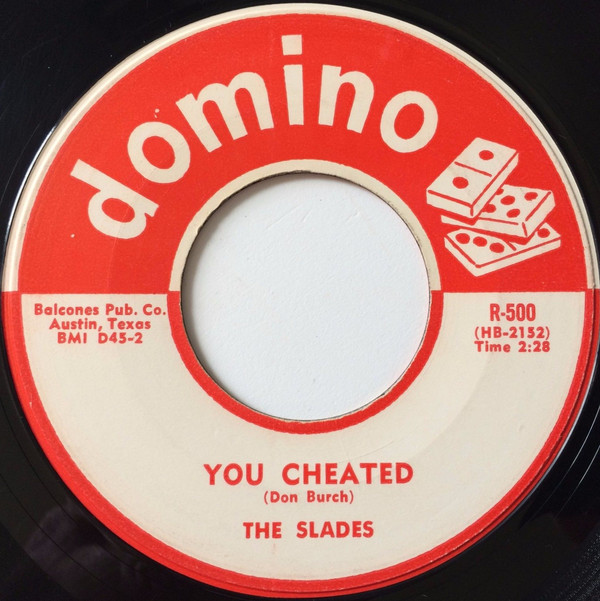 domino
Balcones Pub. Co.
Austin, Texas
BMI D45-2
R-500
(HB-2152)
Time 2:28
YOU CHEATED
(Don Burch)
THE SLADES